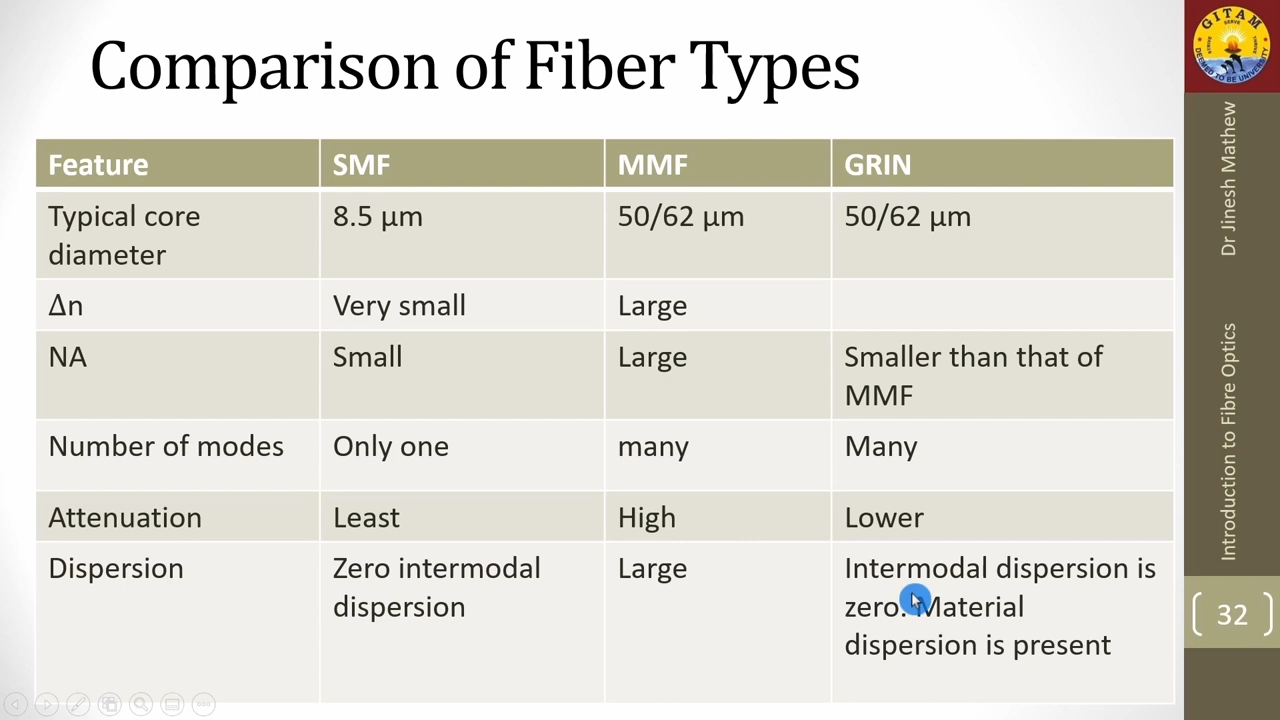 Comparison of Fiber Types
Feature SMF MMF GRIN
Typical core 8.5 µm 50/62 µm 50/62 µm
diameter
Δn Very small Large
NA Small Large Smaller than that of
MMF
Number of modes Only one many Many
Attenuation Least High Lower
Dispersion Zero intermodal Large Intermodal dispersion is
dispersion zero. Material
dispersion is present
GITAM
SERVE
(DEEMED TO BE UNIVERSITY)
Dr Jinesh Mathew
Introduction to Fibre Optics
32